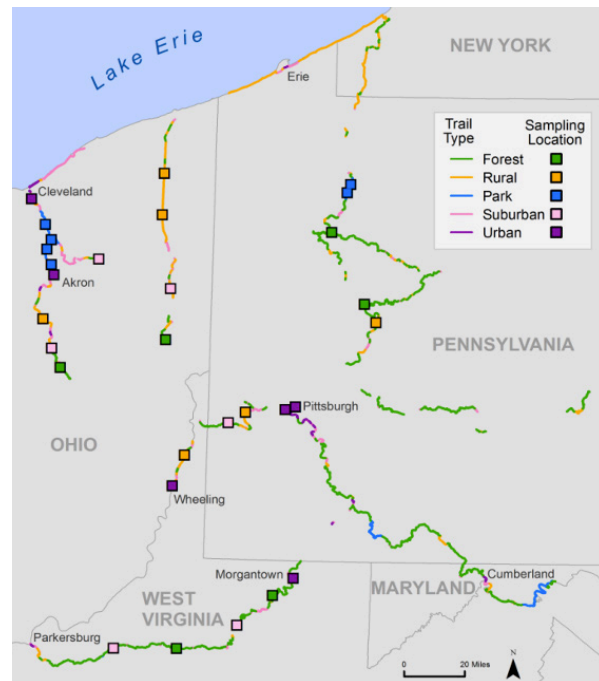 Lake Erie
NEW YORK
Erie
Trail
Type
Sampling
Location
Forest
Rural
Park
Suburban
Urban
Cleveland
Akron
PENNSYLVANIA
Pittsburgh
OHIO
Wheeling
Morgantown
Cumberland
MARYLAND
WEST
VIRGINIA
Parkersburg
N
0
20 Miles